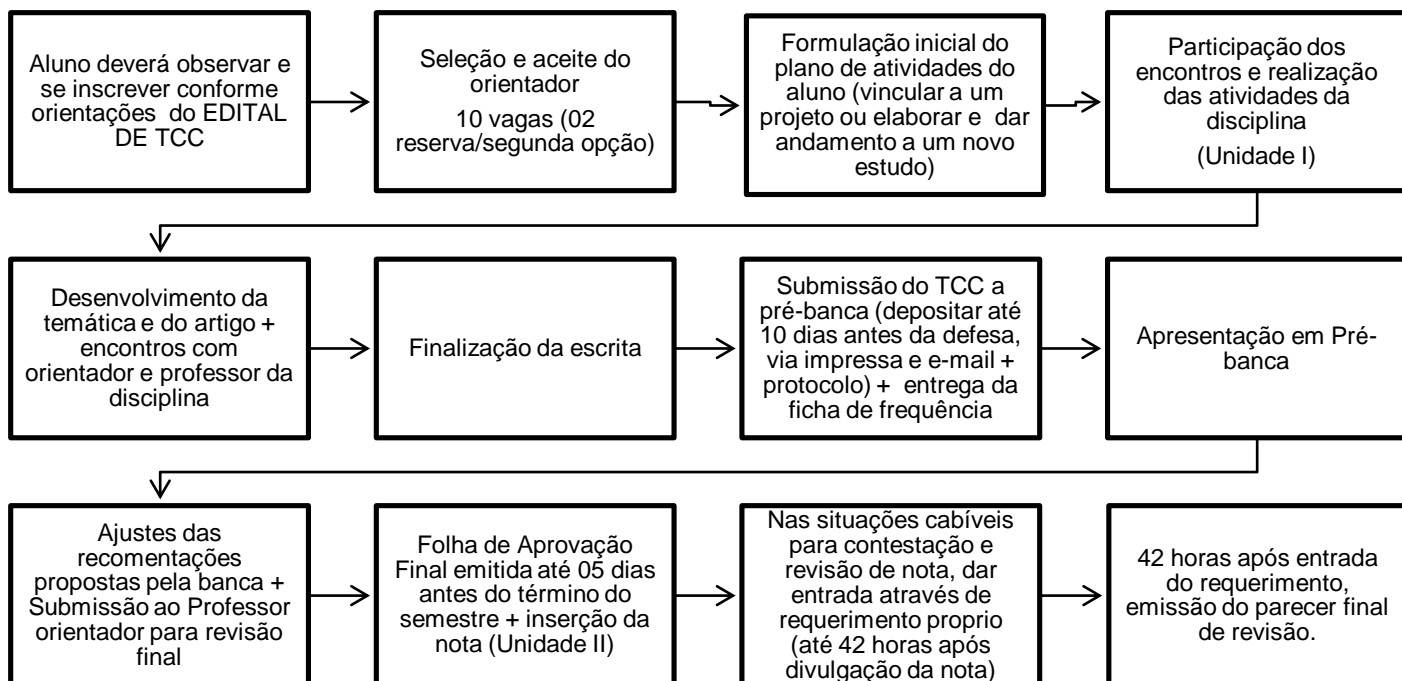 Aluno deverá observar e
se inscrever conforme
orientações do EDITAL
DE TCC
Seleção e aceite do
orientador
10 vagas (02
reserva/segunda opção)
Formulação inicial do
plano de atividades do
aluno (vincular a um
projeto ou elaborar e dar
andamento a um novo
estudo)
Participação dos
encontros e realização
das atividades da
disciplina
(Unidade I)
Desenvolvimento da
temática e do artigo +
encontros com
orientador e professor da
disciplina
Finalização da escrita
Submissão do TCC a
pré-banca (depositar até
10 dias antes da defesa,
via impressa e e-mail +
protocolo) + entrega da
ficha de frequência
Apresentação em Pré-
banca
Ajustes das
recomentações
propostas pela banca +
Submissão ao Professor
orientador para revisão
final
Folha de Aprovação
Final emitida até 05 dias
antes do término do
semestre + inserção da
nota (Unidade II)
Nas situações cabíveis
para contestação e
revisão de nota, dar
entrada através de
requerimento proprio
(até 42 horas após
divulgação da nota)
42 horas após entrada
do requerimento,
emissão do parecer final
de revisão.